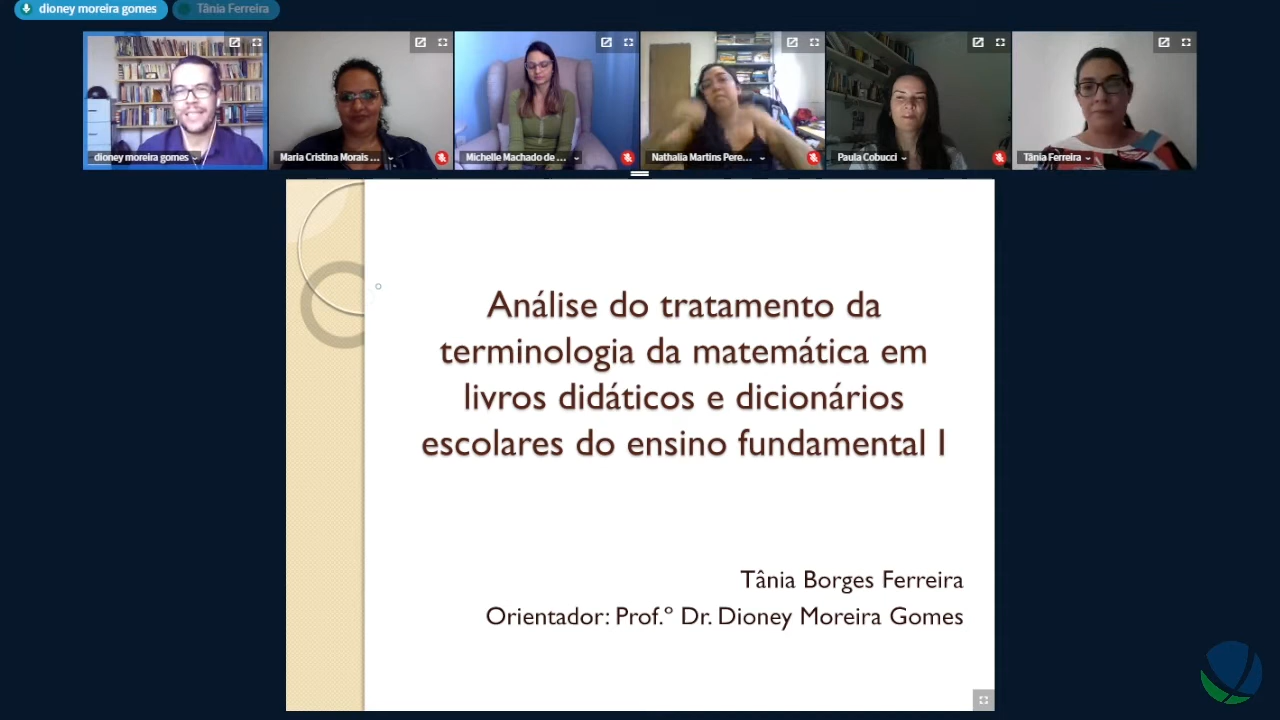 dioney moreira gomes
Tânia Ferreira
dioney moreira gomes
Maria Cristina Morais ...
Michelle Machado de ...
Nathalia Martins Pere...
Paula Cobucci
Tânia Ferreira
Análise do tratamento da
terminologia da matemática em
livros didáticos e dicionários
escolares do ensino fundamental I
Tânia Borges Ferreira
Orientador: Prof.º Dr. Dioney Moreira Gomes